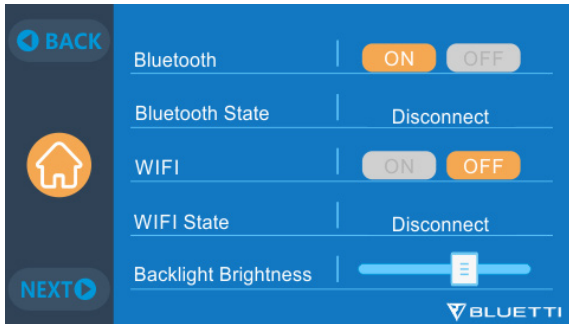 BACK
Bluetooth ON OFF
Bluetooth State Disconnect
WIFI ON OFF
WIFI State Disconnect
Backlight Brightness
NEXT
BLUETTI